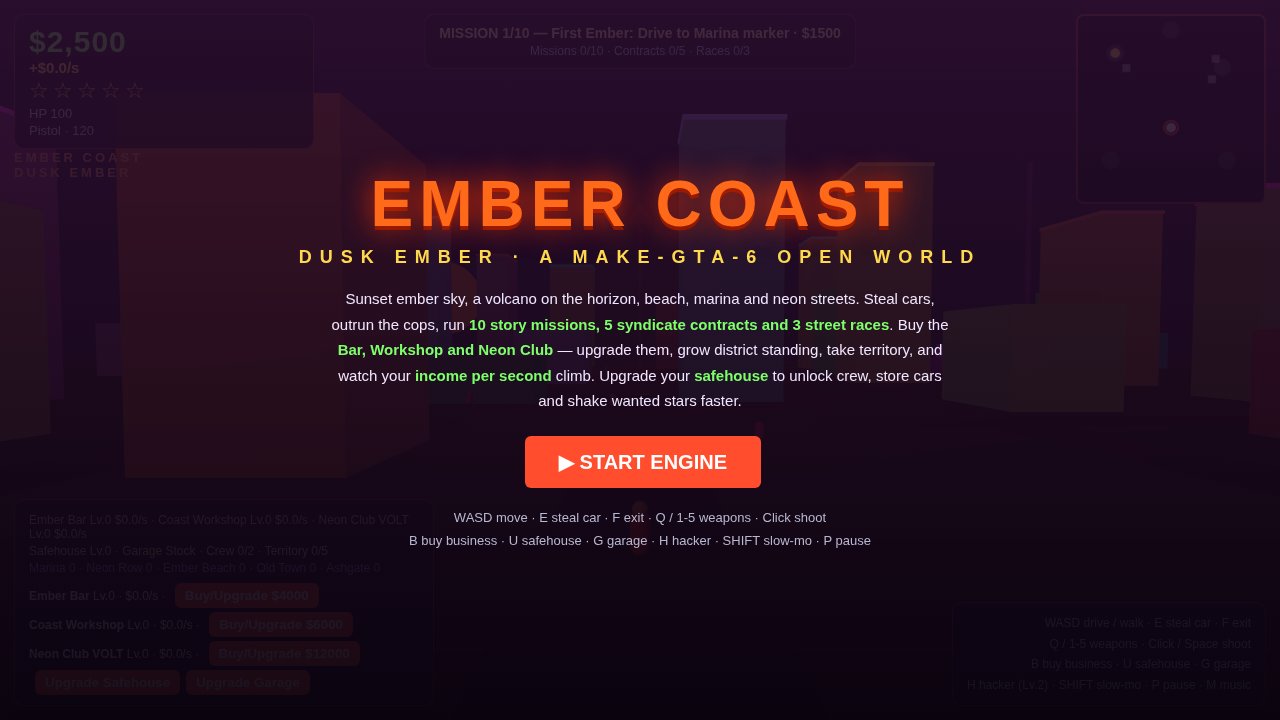 $2,500
+$0.0/s
☆☆☆☆☆
HP 100
Pistol · 120
EMBER COAST
DUSK EMBER
MISSION 1/10 — First Ember: Drive to Marina marker · $1500
Missions 0/10 · Contracts 0/5 · Races 0/3
EMBER COAST
DUSK EMBER · A MAKE-GTA-6 OPEN WORLD
Sunset ember sky, a volcano on the horizon, beach, marina and neon streets. Steal cars,
outrun the cops, run 10 story missions, 5 syndicate contracts and 3 street races. Buy the
Bar, Workshop and Neon Club — upgrade them, grow district standing, take territory, and
watch your income per second climb. Upgrade your safehouse to unlock crew, store cars
and shake wanted stars faster.
▶ START ENGINE
WASD move · E steal car · F exit · Q / 1-5 weapons · Click shoot
B buy business · U safehouse · G garage · H hacker · SHIFT slow-mo · P pause
Ember Bar Lv.0 $0.0/s · Coast Workshop Lv.0 $0.0/s · Neon Club VOLT
Lv.0 $0.0/s
Safehouse Lv.0 · Garage Stock · Crew 0/2 · Territory 0/5
Marina 0 · Neon Row 0 · Ember Beach 0 · Old Town 0 · Ashgate 0
Ember Bar Lv.0 · $0.0/s · Buy/Upgrade $4000
Coast Workshop Lv.0 · $0.0/s · Buy/Upgrade $6000
Neon Club VOLT Lv.0 · $0.0/s · Buy/Upgrade $12000
Upgrade Safehouse Upgrade Garage
WASD drive / walk · E steal car · F exit
Q / 1-5 weapons · Click / Space shoot
B buy business · U safehouse · G garage
H hacker (Lv.2) · SHIFT slow-mo · P pause · M music